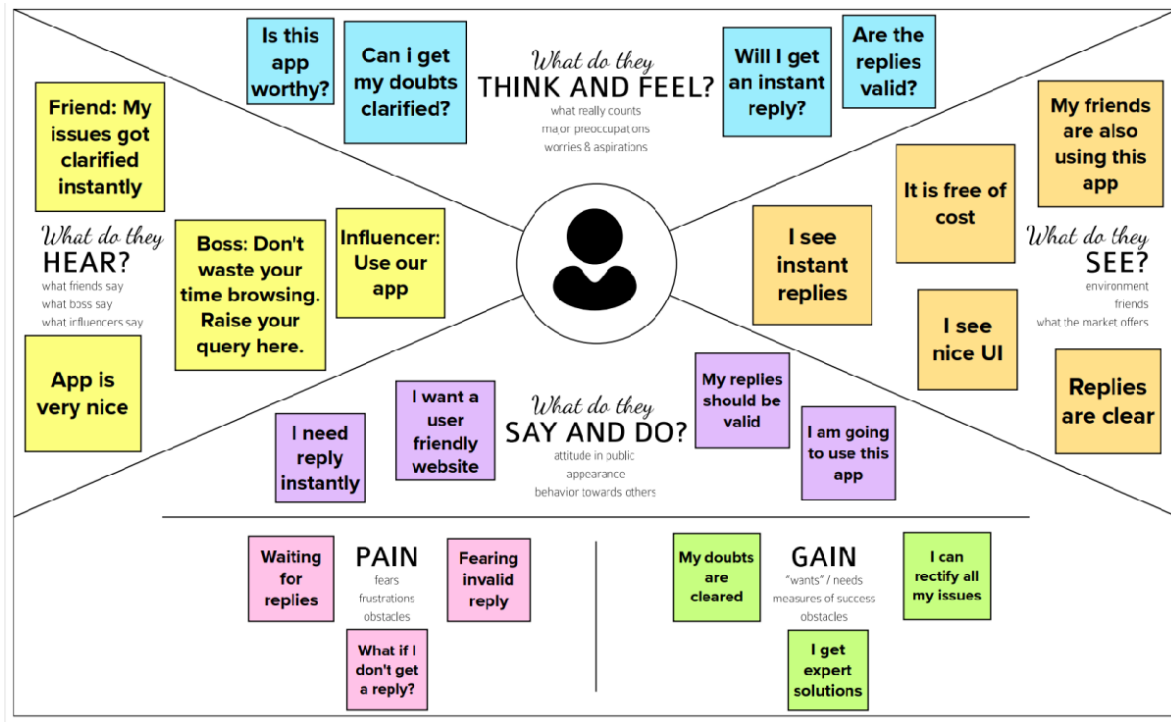 Is this
app
worthy?
Can i get
my doubts
clarified?
What do they
THINK AND FEEL?
what really counts
major preoccupations
worries & aspirations
Will I get
an instant
reply?
Are the
replies
valid?
Friend: My
issues got
clarified
instantly
What do they
HEAR?
what friends say
what boss say
what influencers say
Boss: Don't
waste your
time browsing.
Raise your
query here.
Influencer:
Use our
app
App is
very nice
My friends
are also
using this
app
It is free of
cost
I see
instant
replies
What do they
SEE?
environment
friends
what the market offers
I see
nice UI
Replies
are clear
I need
reply
instantly
I want a
user
friendly
website
What do they
SAY AND DO?
attitude in public
appearance
behavior towards others
My replies
should be
valid
I am going
to use this
app
Waiting
for
replies
PAIN
fears
frustrations
obstacles
Fearing
invalid
reply
What if I
don't get
a reply?
My doubts
are
cleared
GAIN
"wants" / needs
measures of success
obstacles
I can
rectify all
my issues
I get
expert
solutions